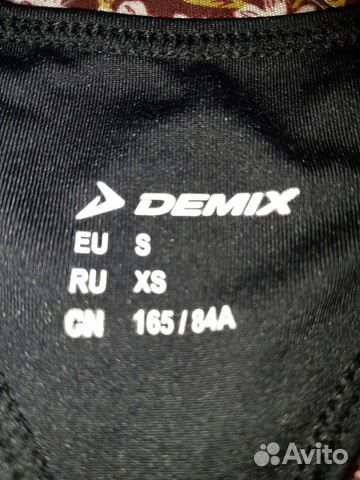 DEMIX
EU S
RU XS
CN 165/84A
Avito